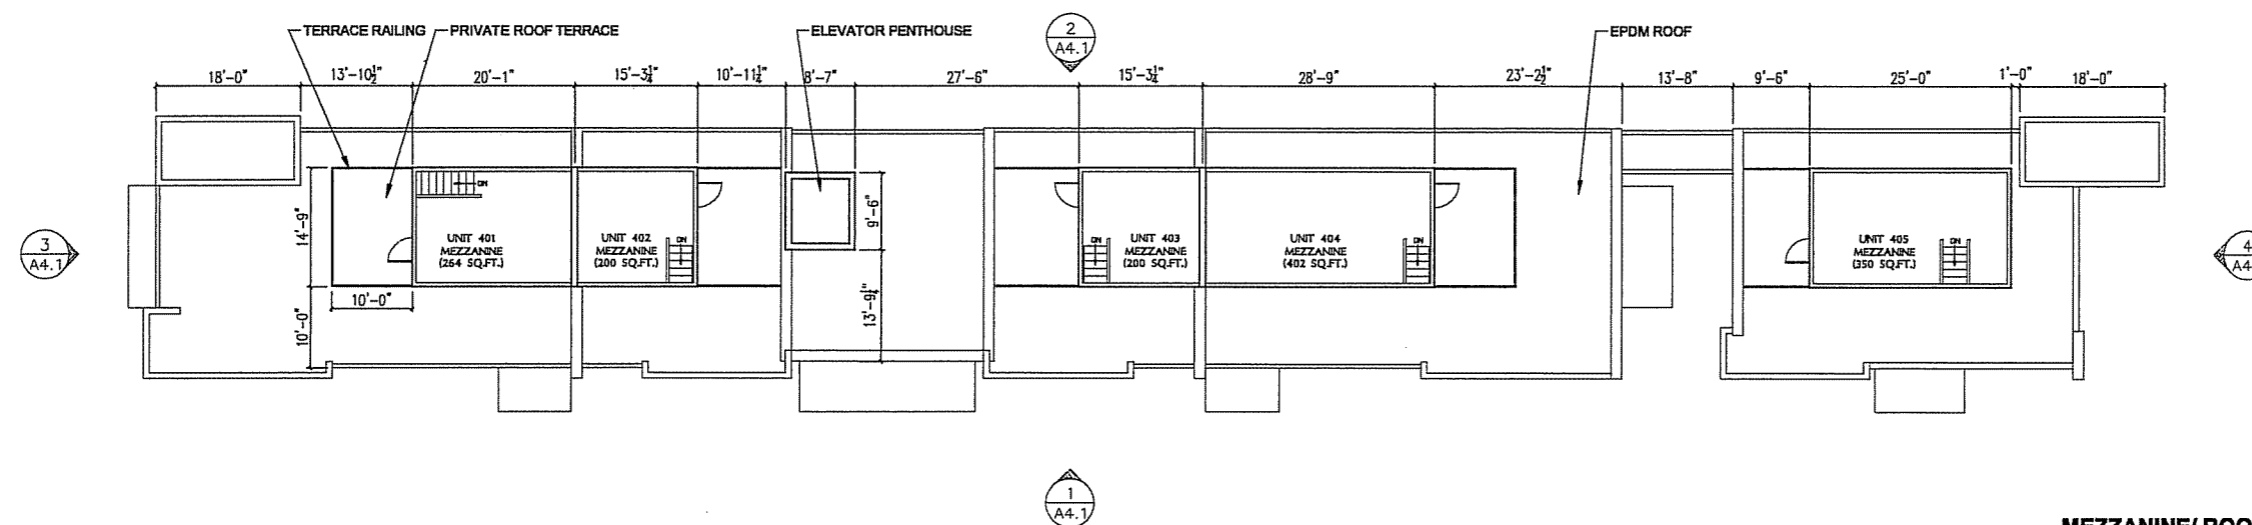 TERRACE RAILING
PRIVATE ROOF TERRACE
ELEVATOR PENTHOUSE
2
A4.1
EPDM ROOF
18'-0"
13'-10½"
20'-1"
15'-3¼"
10'-11¼"
8'-7"
27'-6"
15'-3¼"
28'-9"
23'-2½"
13'-8"
9'-6"
25'-0"
1'-0"
18'-0"
DN
14'-9"
9'-6"
3
A4.1
UNIT 401
MEZZANINE
(264 SQ.FT.)
UNIT 402
MEZZANINE
(200 SQ.FT.)
DN
DN
UNIT 403
MEZZANINE
(200 SQ.FT.)
UNIT 404
MEZZANINE
(402 SQ.FT.)
DN
UNIT 405
MEZZANINE
(350 SQ.FT.)
DN
4
10'-0"
10'-0"
13'-9¼"
1
A4.1